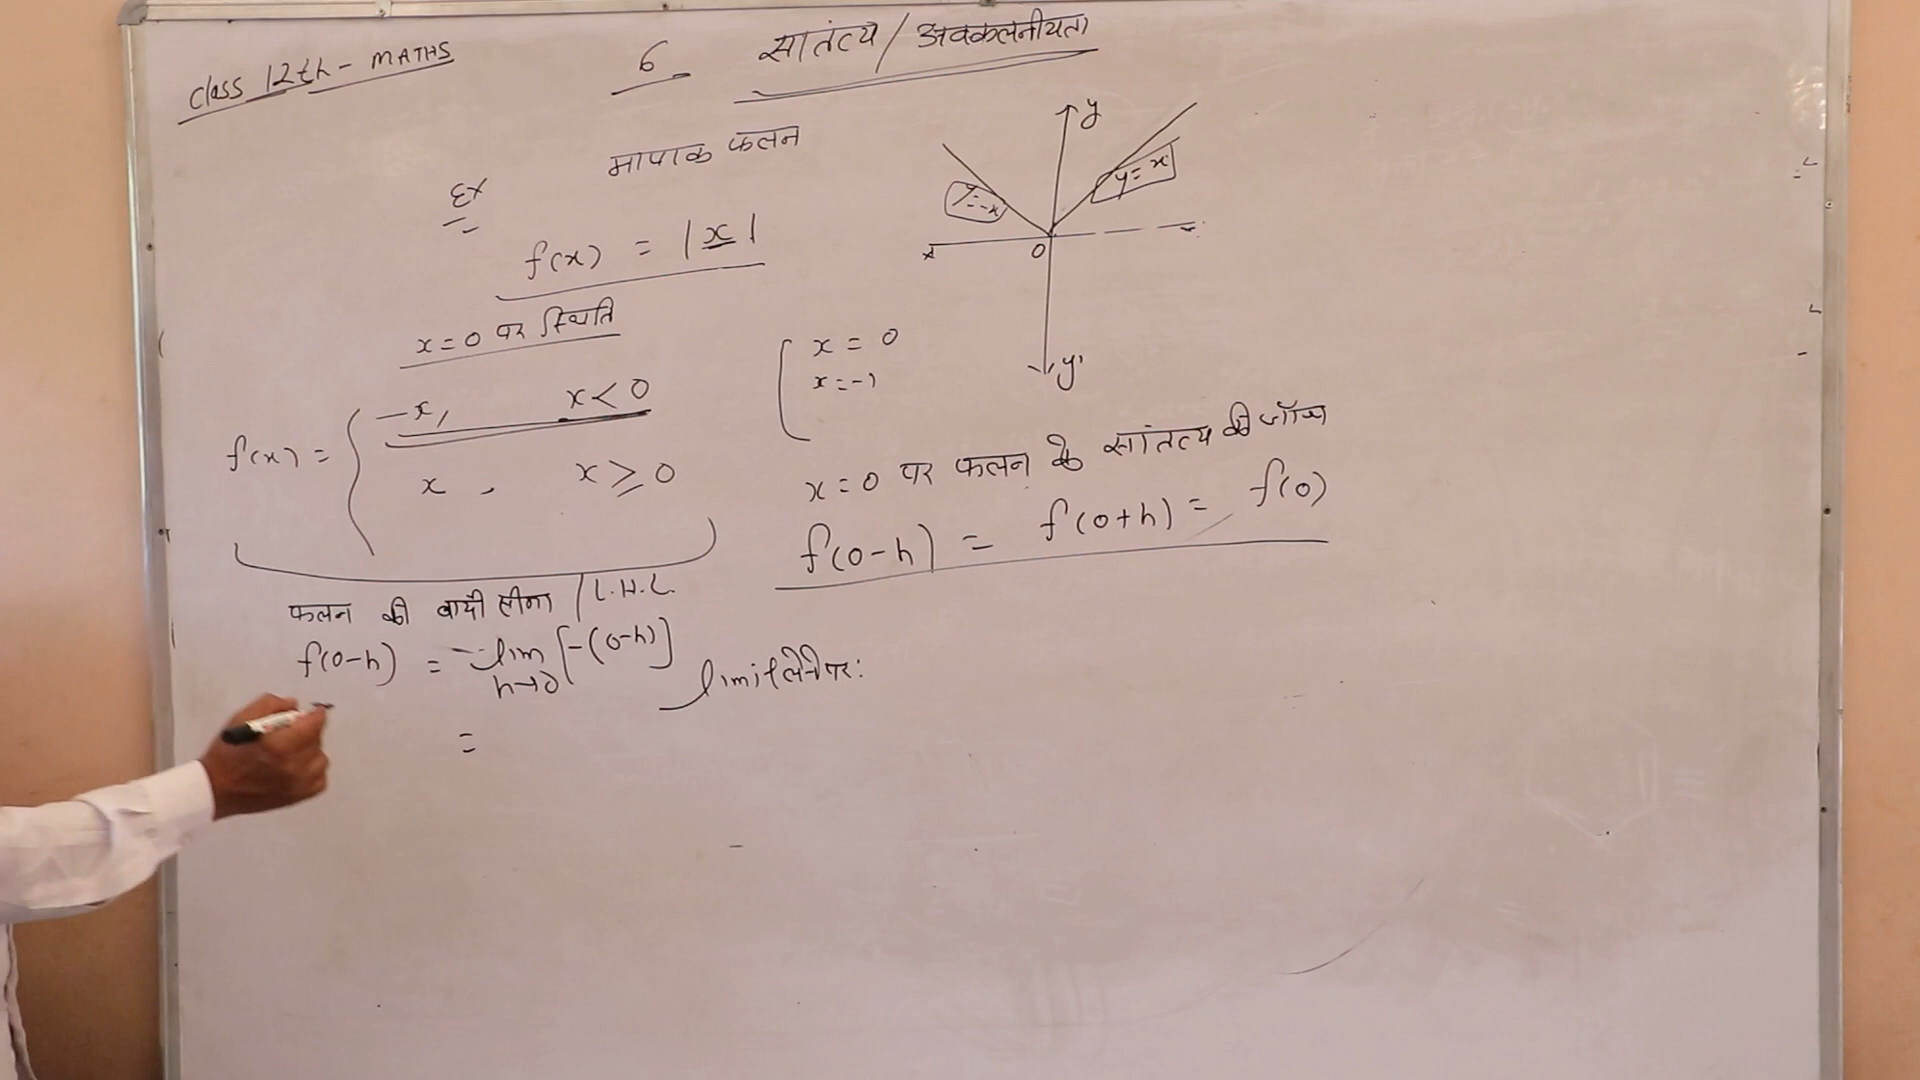 class 12th - MATHS
6 सातंत्य / अवकलनीयता
मापाक फलन
Ex
f(x) = |x|
x = 0 पर स्थिति
f(x) = { -x, x < 0
x , x ≥ 0
y
y = -x
y = x
0
y'
x = 0
x = -1
x = 0 पर फलन के सांतत्य की जाँच
f(0-h) = f(0+h) = f(0)
फलन की बायी सीमा / L.H.L.
f(0-h) = lim h→0 [-(0-h)]
limit लेने पर:
=